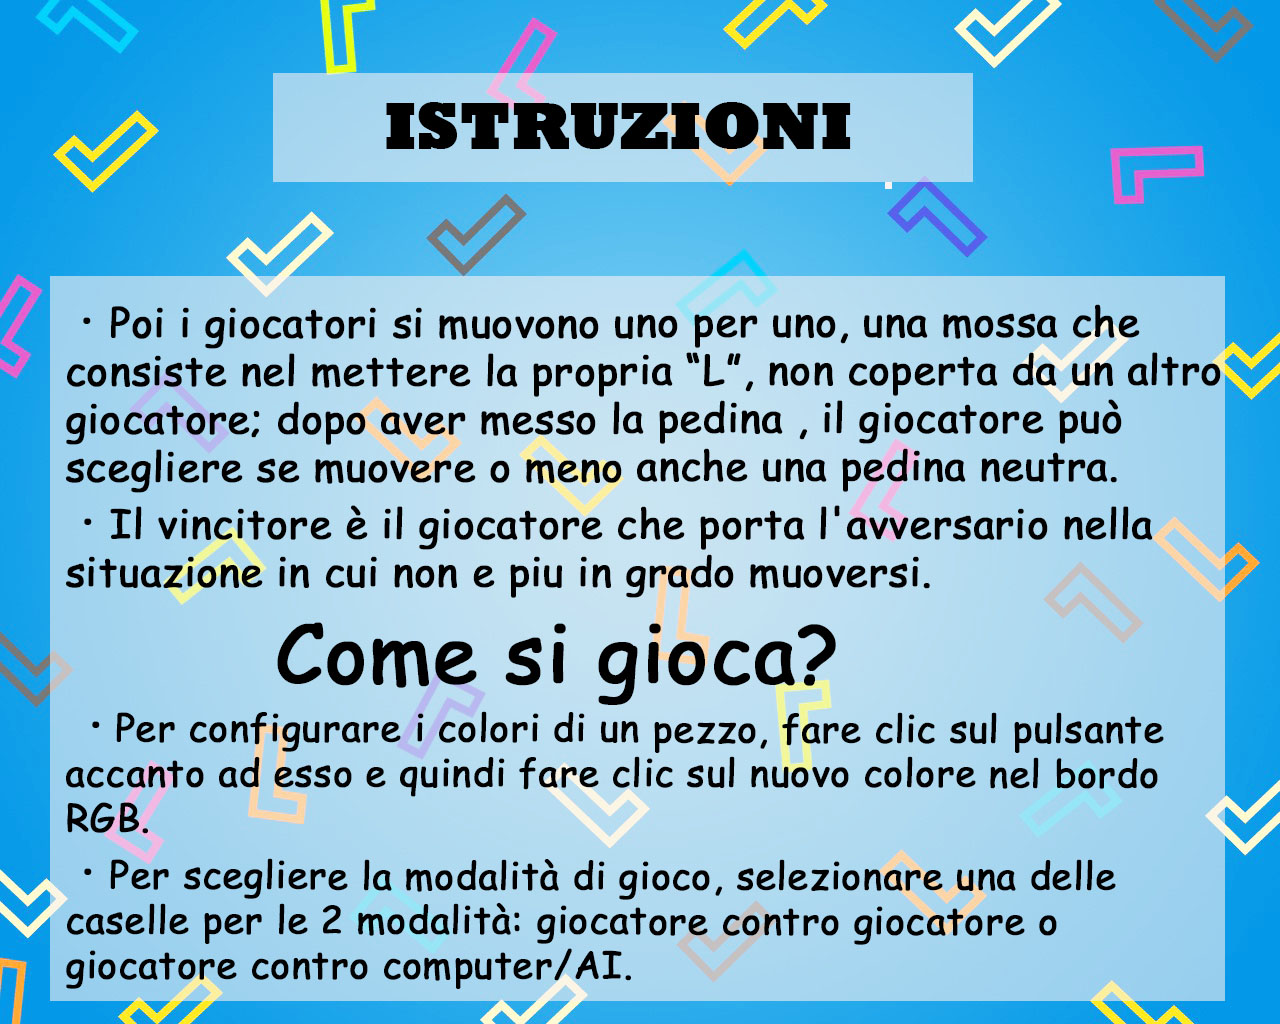 ISTRUZIONI
· Poi i giocatori si muovono uno per uno, una mossa che
consiste nel mettere la propria “L”, non coperta da un altro
giocatore; dopo aver messo la pedina , il giocatore può
scegliere se muovere o meno anche una pedina neutra.
· Il vincitore è il giocatore che porta l'avversario nella
situazione in cui non e piu in grado muoversi.
Come si gioca?
· Per configurare i colori di un pezzo, fare clic sul pulsante
accanto ad esso e quindi fare clic sul nuovo colore nel bordo
RGB.
· Per scegliere la modalità di gioco, selezionare una delle
caselle per le 2 modalità: giocatore contro giocatore o
giocatore contro computer/AI.